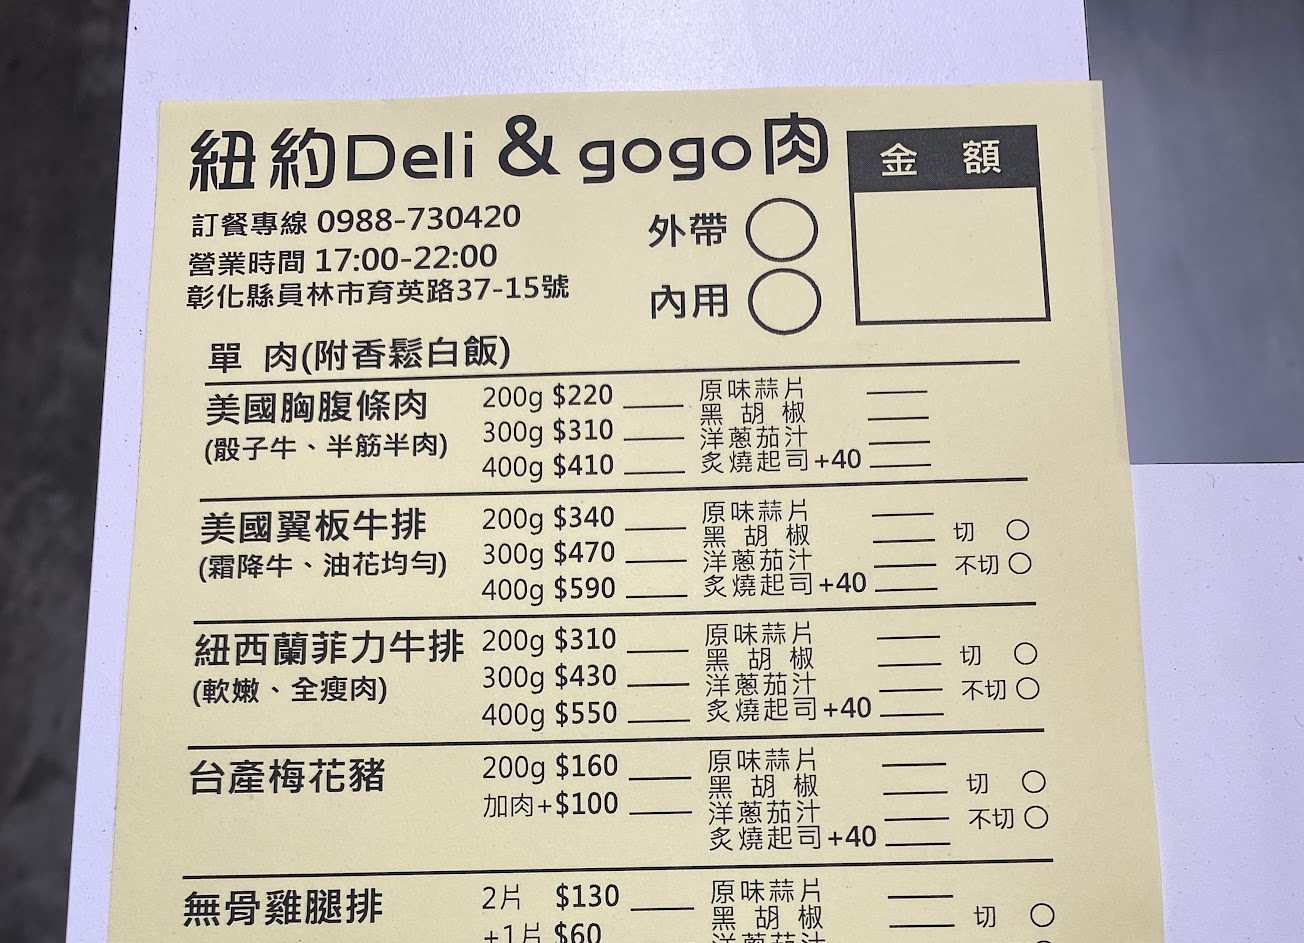 紐約Deli & gogo肉
金 額
訂餐專線 0988-730420
營業時間 17:00-22:00
彰化縣員林市育英路37-15號
外帶
內用
單 肉(附香鬆白飯)
美國胸腹條肉
(骰子牛、半筋半肉)
200g $220
300g $310
400g $410
原味蒜片
黑胡椒
洋蔥茄汁
炙燒起司+40
美國翼板牛排
(霜降牛、油花均勻)
200g $340
300g $470
400g $590
原味蒜片
黑胡椒
洋蔥茄汁
炙燒起司+40
切
不切
紐西蘭菲力牛排
(軟嫩、全瘦肉)
200g $310
300g $430
400g $550
原味蒜片
黑胡椒
洋蔥茄汁
炙燒起司+40
切
不切
台產梅花豬
200g $160
加肉+$100
原味蒜片
黑胡椒
洋蔥茄汁
炙燒起司+40
切
不切
無骨雞腿排
2片 $130
+1片 $60
原味蒜片
黑胡椒
洋蔥茄汁
切